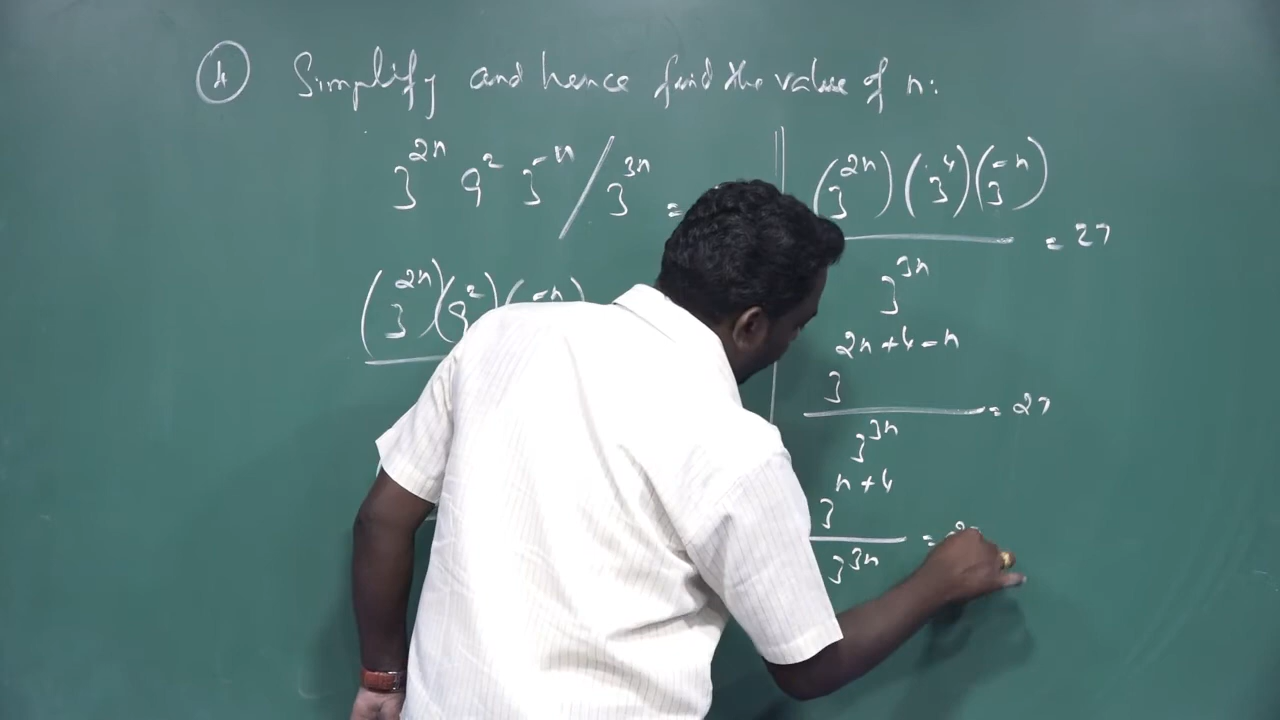 4 Simplify and hence find the value of n:
3^{2n} 9^{2} 3^{-n} / 3^{3n} =
(3^{2n}) (9^{2}) (^{-n})
(3^{2n}) (3^{4}) (3^{-n})
= 27
3^{3n}
3^{2n+4-n}
= 27
3^{3n}
3^{n+4}
= 2
3^{3n}